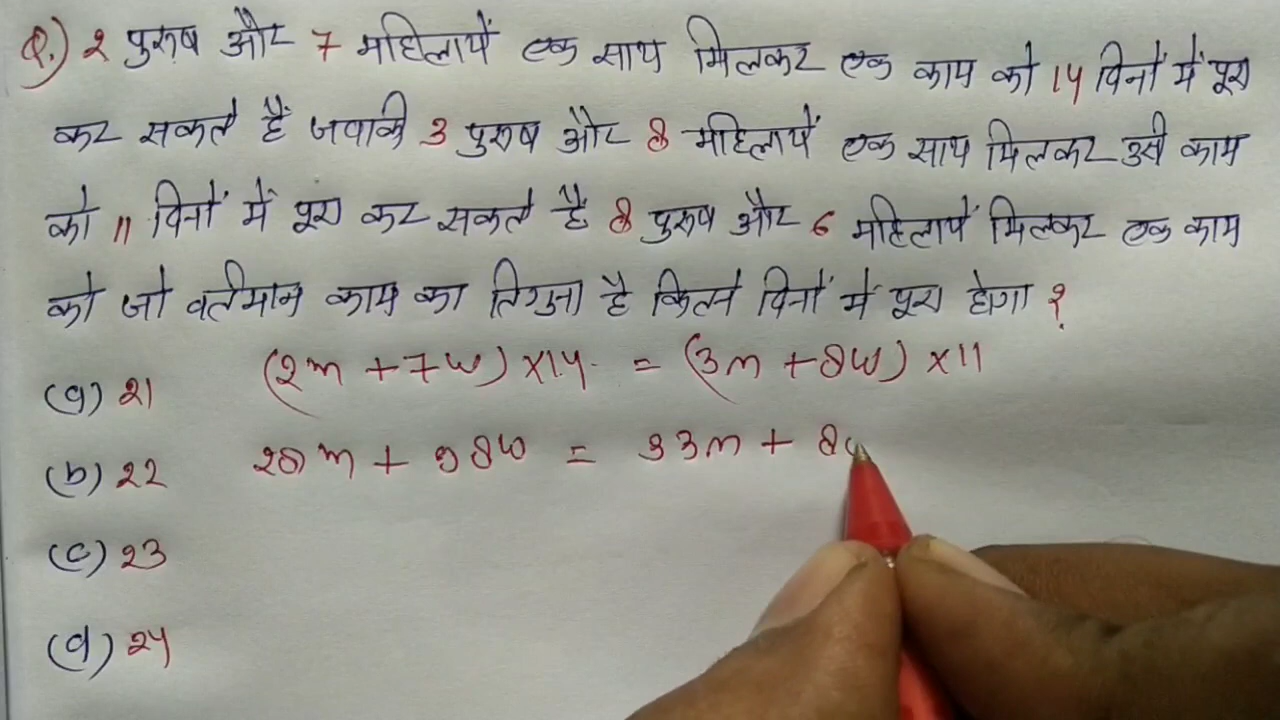 Q.) 2 पुरुष और 7 महिलायें एक साथ मिलकर एक काम को 14 दिनों में पूरा
कर सकते हैं जबकि 3 पुरुष और 8 महिलायें एक साथ मिलकर उसी काम
को 11 दिनों में पूरा कर सकते हैं 8 पुरुष और 6 महिलायें मिलकर एक काम
को जो वर्तमान काम का तिगुना है कितने दिनों में पूरा होगा ?
(2m + 7w) × 14 = (3m + 8w) × 11
(a) 21
28m + 98w = 33m + 8
(b) 22
(c) 23
(d) 24